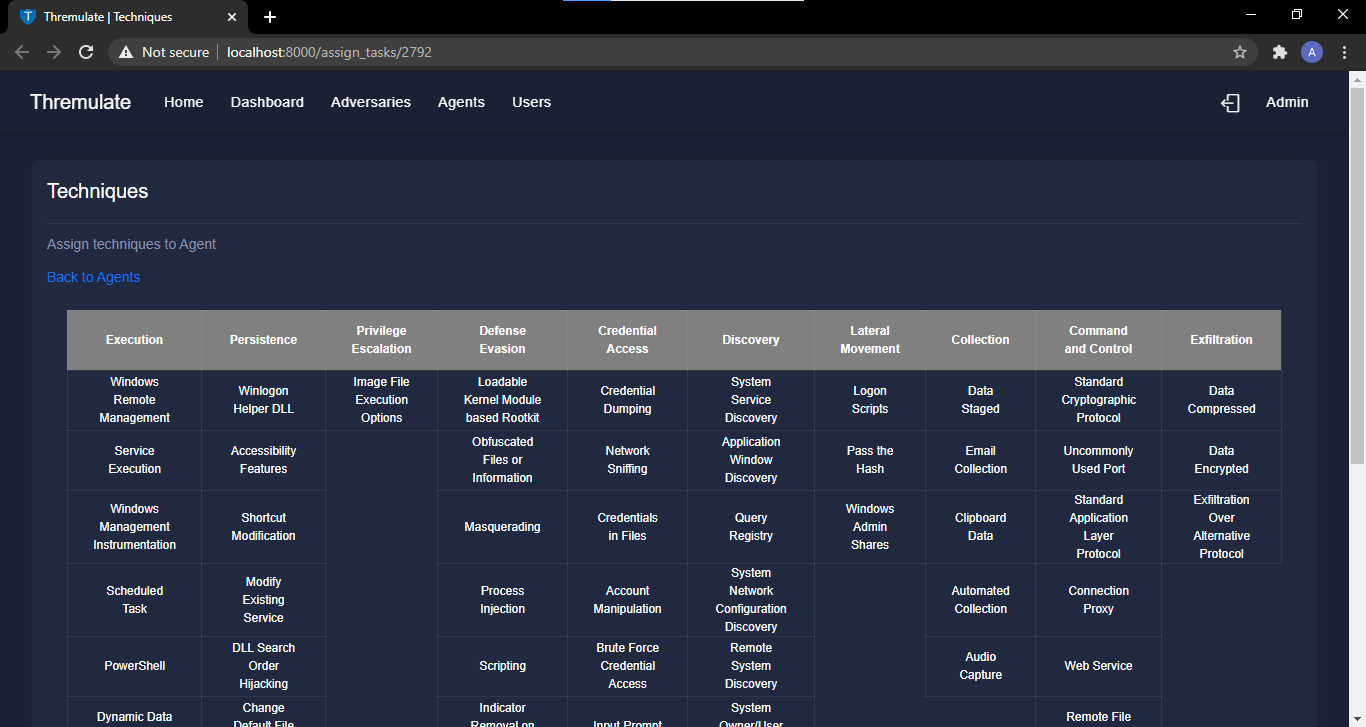 Thremulate | Techniques
Not secure
localhost:8000/assign_tasks/2792
A
Thremulate
Home
Dashboard
Adversaries
Agents
Users
Admin
Techniques
Assign techniques to Agent
Back to Agents
Execution
Persistence
Privilege
Escalation
Defense
Evasion
Credential
Access
Discovery
Lateral
Movement
Collection
Command
and Control
Exfiltration
Windows
Remote
Management
Winlogon
Helper DLL
Image File
Execution
Options
Loadable
Kernel Module
based Rootkit
Credential
Dumping
System
Service
Discovery
Logon
Scripts
Data
Staged
Standard
Cryptographic
Protocol
Data
Compressed
Service
Execution
Accessibility
Features
Obfuscated
Files or
Information
Network
Sniffing
Application
Window
Discovery
Pass the
Hash
Email
Collection
Uncommonly
Used Port
Data
Encrypted
Windows
Management
Instrumentation
Shortcut
Modification
Masquerading
Credentials
in Files
Query
Registry
Windows
Admin
Shares
Clipboard
Data
Standard
Application
Layer
Protocol
Exfiltration
Over
Alternative
Protocol
Scheduled
Task
Modify
Existing
Service
Process
Injection
Account
Manipulation
System
Network
Configuration
Discovery
Automated
Collection
Connection
Proxy
PowerShell
DLL Search
Order
Hijacking
Scripting
Brute Force
Credential
Access
Remote
System
Discovery
Audio
Capture
Web Service
Dynamic Data
Change
Default File
Indicator
Removal on
Input Prompt
System
Owner/User
Remote File